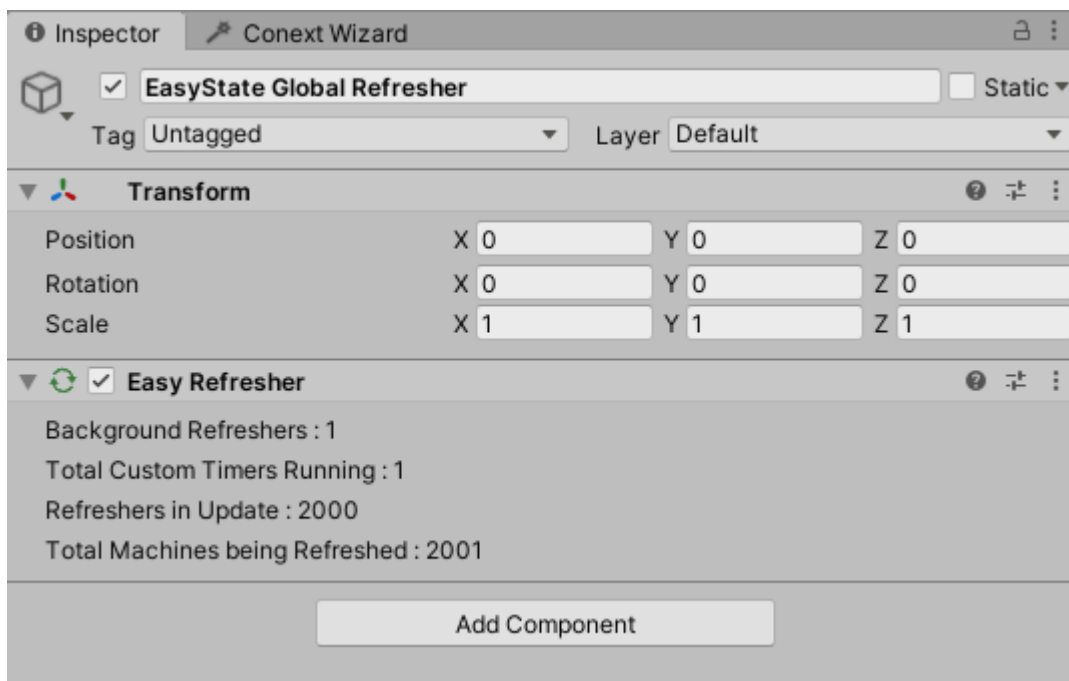 Inspector Conext Wizard
EasyState Global Refresher Static
Tag Untagged Layer Default
Transform
Position X 0 Y 0 Z 0
Rotation X 0 Y 0 Z 0
Scale X 1 Y 1 Z 1
Easy Refresher
Background Refreshers : 1
Total Custom Timers Running : 1
Refreshers in Update : 2000
Total Machines being Refreshed : 2001
Add Component